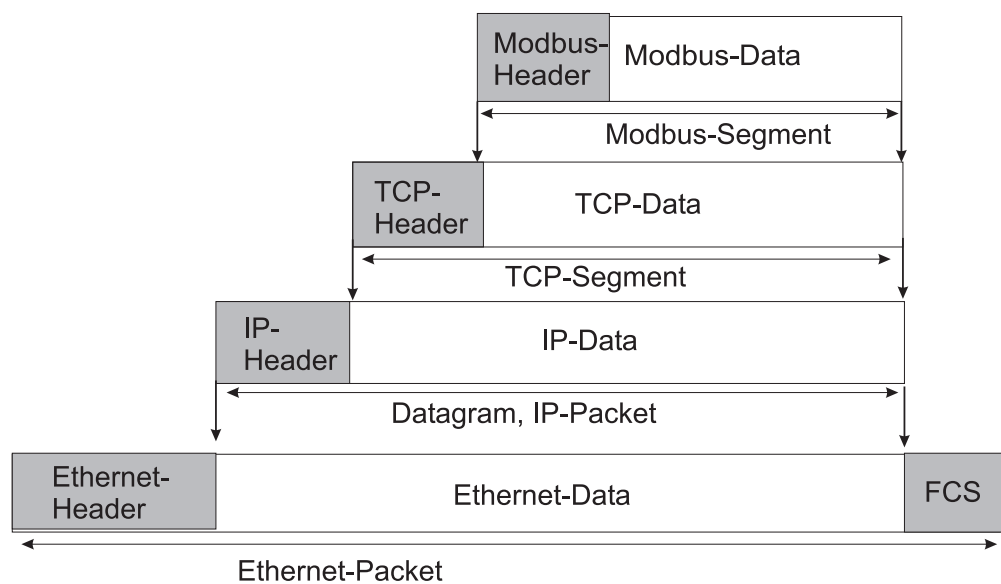 Modbus-
Header
Modbus-Data
Modbus-Segment
TCP-
Header
TCP-Data
TCP-Segment
IP-
Header
IP-Data
Datagram, IP-Packet
Ethernet-
Header
Ethernet-Data
FCS
Ethernet-Packet